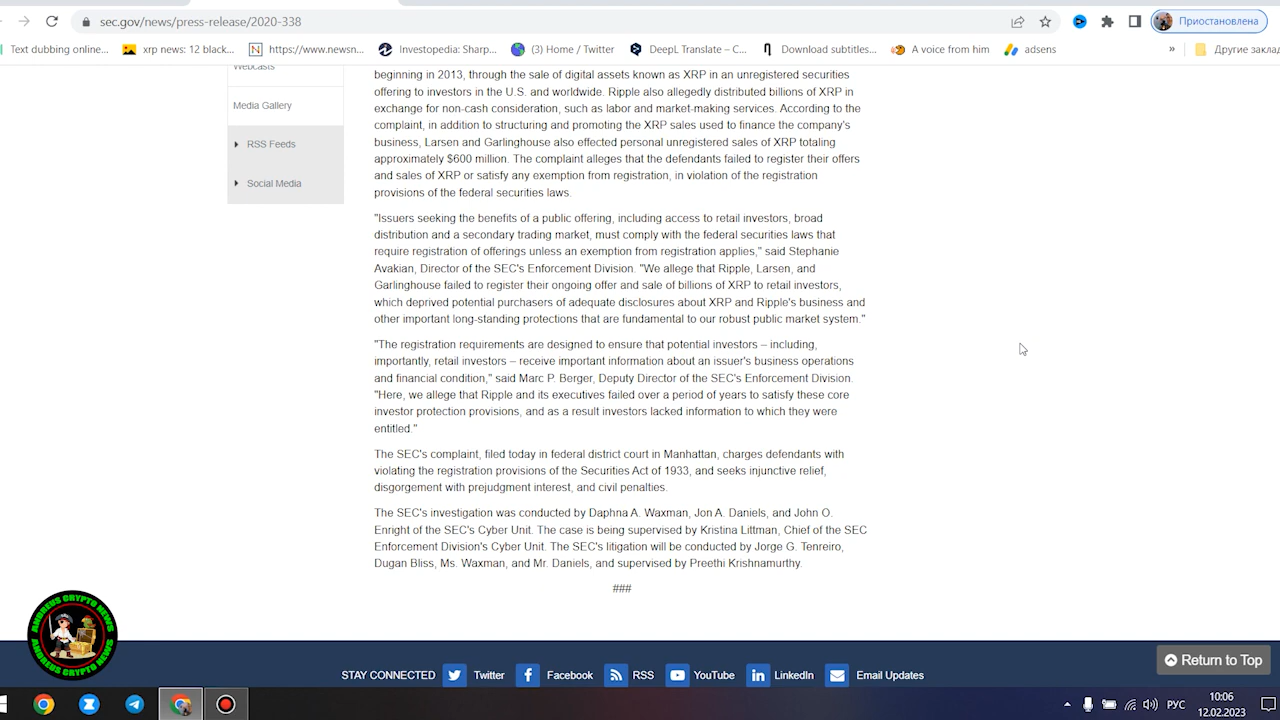 sec.gov/news/press-release/2020-338
Приостановлена
Text dubbing online...
xrp news: 12 black...
https://www.newsn...
Investopedia: Sharp...
(3) Home / Twitter
DeepL Translate – C...
Download subtitles...
A voice from him
adsens
»
Другие заклад
Webcasts
Media Gallery
RSS Feeds
Social Media
beginning in 2013, through the sale of digital assets known as XRP in an unregistered securities
offering to investors in the U.S. and worldwide. Ripple also allegedly distributed billions of XRP in
exchange for non-cash consideration, such as labor and market-making services. According to the
complaint, in addition to structuring and promoting the XRP sales used to finance the company's
business, Larsen and Garlinghouse also effected personal unregistered sales of XRP totaling
approximately $600 million. The complaint alleges that the defendants failed to register their offers
and sales of XRP or satisfy any exemption from registration, in violation of the registration
provisions of the federal securities laws.
"Issuers seeking the benefits of a public offering, including access to retail investors, broad
distribution and a secondary trading market, must comply with the federal securities laws that
require registration of offerings unless an exemption from registration applies," said Stephanie
Avakian, Director of the SEC's Enforcement Division. "We allege that Ripple, Larsen, and
Garlinghouse failed to register their ongoing offer and sale of billions of XRP to retail investors,
which deprived potential purchasers of adequate disclosures about XRP and Ripple's business and
other important long-standing protections that are fundamental to our robust public market system."
"The registration requirements are designed to ensure that potential investors – including,
importantly, retail investors – receive important information about an issuer's business operations
and financial condition," said Marc P. Berger, Deputy Director of the SEC's Enforcement Division.
"Here, we allege that Ripple and its executives failed over a period of years to satisfy these core
investor protection provisions, and as a result investors lacked information to which they were
entitled."
The SEC's complaint, filed today in federal district court in Manhattan, charges defendants with
violating the registration provisions of the Securities Act of 1933, and seeks injunctive relief,
disgorgement with prejudgment interest, and civil penalties.
The SEC's investigation was conducted by Daphna A. Waxman, Jon A. Daniels, and John O.
Enright of the SEC's Cyber Unit. The case is being supervised by Kristina Littman, Chief of the SEC
Enforcement Division's Cyber Unit. The SEC's litigation will be conducted by Jorge G. Tenreiro,
Dugan Bliss, Ms. Waxman, and Mr. Daniels, and supervised by Preethi Krishnamurthy.
###
ANDREUS CRYPTO NEWS
ANDREUS CRYPTO NEWS
Return to Top
STAY CONNECTED
Twitter
Facebook
RSS
YouTube
LinkedIn
Email Updates
РУС
10:06
12.02.2023